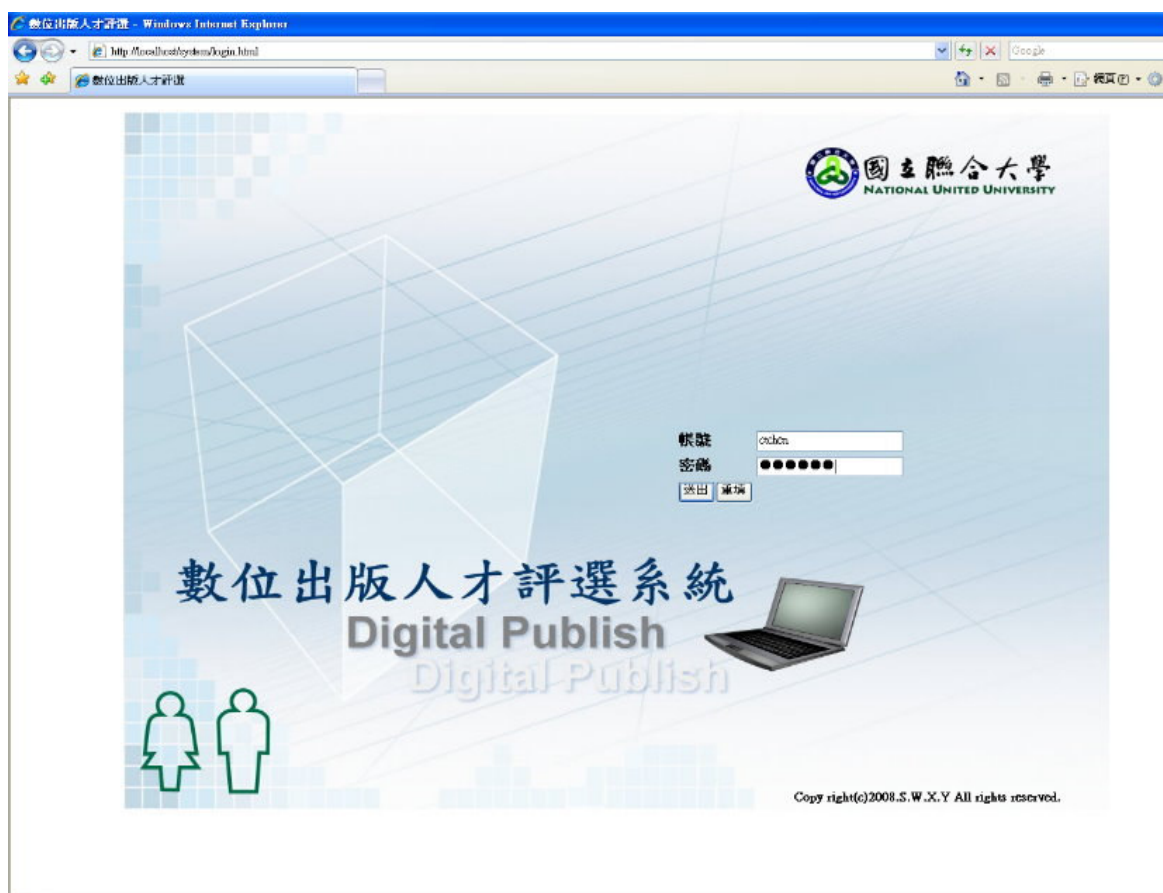 數位出版人才評選 - Windows Internet Explorer
http://localhost/system/login.html
Google
數位出版人才評選
網頁(P)
國立聯合大學
NATIONAL UNITED UNIVERSITY
帳號
密碼
送出 重填
數位出版人才評選系統
Digital Publish
Digital Publish
Copy right(c)2008.S.W.X.Y All rights reserved.